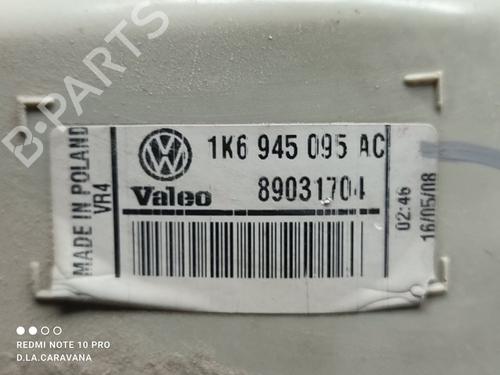 B-PARTS
MADE IN POLAND
VR4
1K6 945 095 AC
Valeo
89031704
02:46
16/05/08
REDMI NOTE 10 PRO
D.LA.CARAVANA